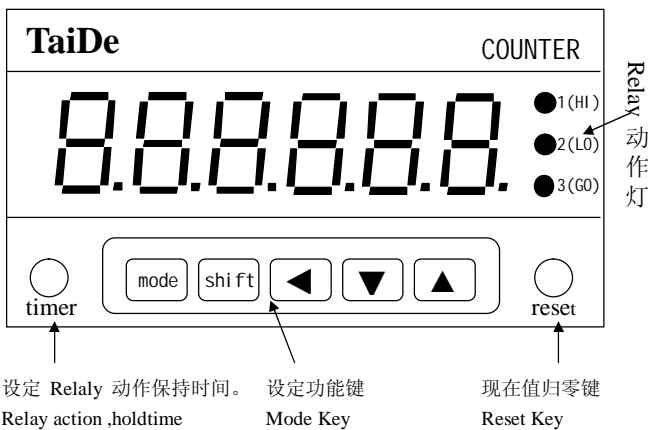 TaiDe
COUNTER
8.8.8.8.8.8.
1(HI)
2(LO)
3(GO)
Relay 动作灯
mode shift ◀ ▼ ▲
timer
reset
设定 Relaly 动作保持时间。
Relay action ,holdtime
设定功能键
Mode Key
现在值归零键
Reset Key